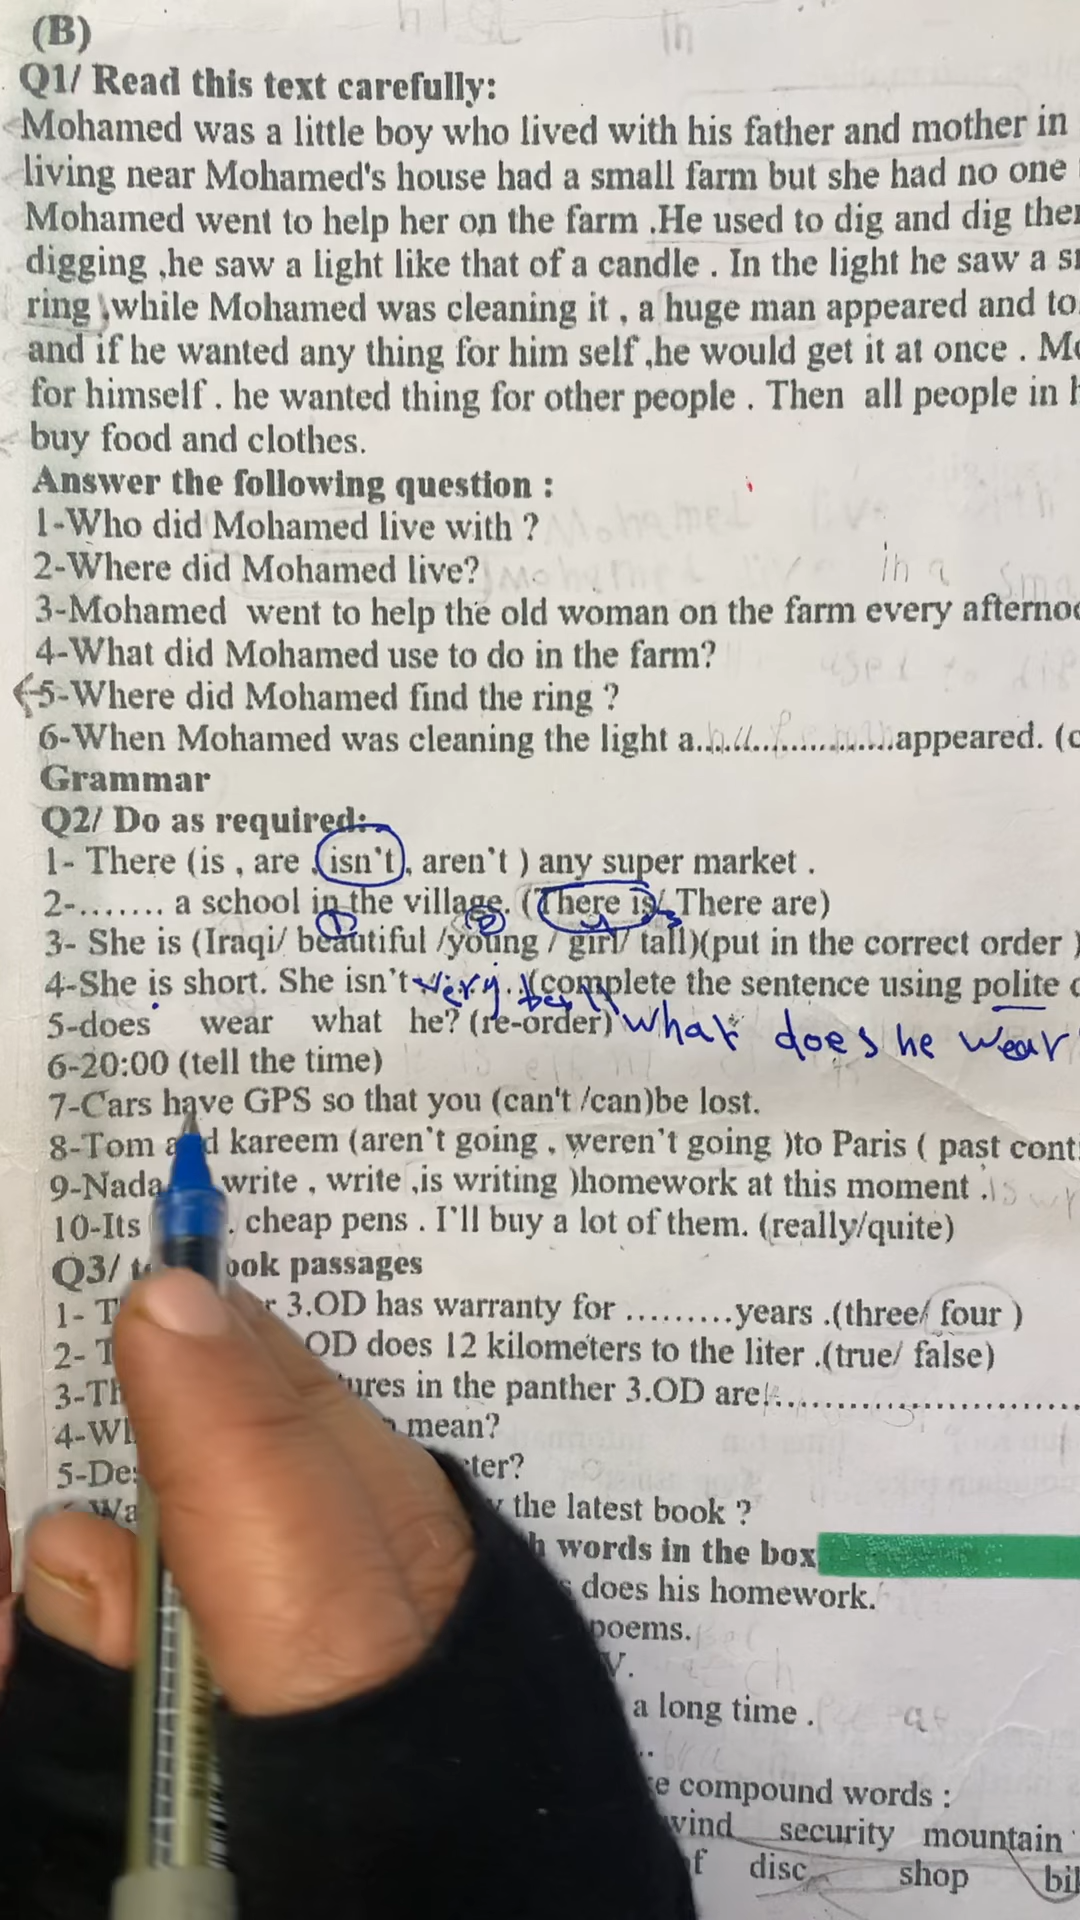 (B)
Q1/ Read this text carefully:
Mohamed was a little boy who lived with his father and mother in
living near Mohamed's house had a small farm but she had no one
Mohamed went to help her on the farm .He used to dig and dig
digging ,he saw a light like that of a candle . In the light he saw a
ring ,while Mohamed was cleaning it , a huge man appeared and
and if he wanted any thing for him self ,he would get it at once .
for himself . he wanted thing for other people . Then all people in
buy food and clothes.
Answer the following question :
1-Who did Mohamed live with ?
2-Where did Mohamed live? in a
3-Mohamed went to help the old woman on the farm every
4-What did Mohamed use to do in the farm?
5-Where did Mohamed find the ring ?
6-When Mohamed was cleaning the light a....................appeared. (
Grammar
Q2/ Do as required:-
1- There (is , are , isn't , aren't ) any super market .
2-....... a school in the village. (There is/ There are)
3- She is (Iraqi/ beautiful /young / girl/ tall)(put in the correct order )
4-She is short. She isn't very tall (complete the sentence using polite
5-does wear what he? (re-order) what does he wear
6-20:00 (tell the time)
7-Cars have GPS so that you (can't /can)be lost.
8-Tom and kareem (aren't going , weren't going )to Paris ( past
9-Nada write , write ,is writing )homework at this moment .
10-Its . cheap pens . I'll buy a lot of them. (really/quite)
Q3/ ook passages
1- 3.OD has warranty for .........years .(three/ four )
2- OD does 12 kilometers to the liter .(true/ false)
3- in the panther 3.OD are
4- mean?
5-
the latest book ?
words in the box
does his homework.
poems.
a long time .
compound words :
wind security mountain
disc shop